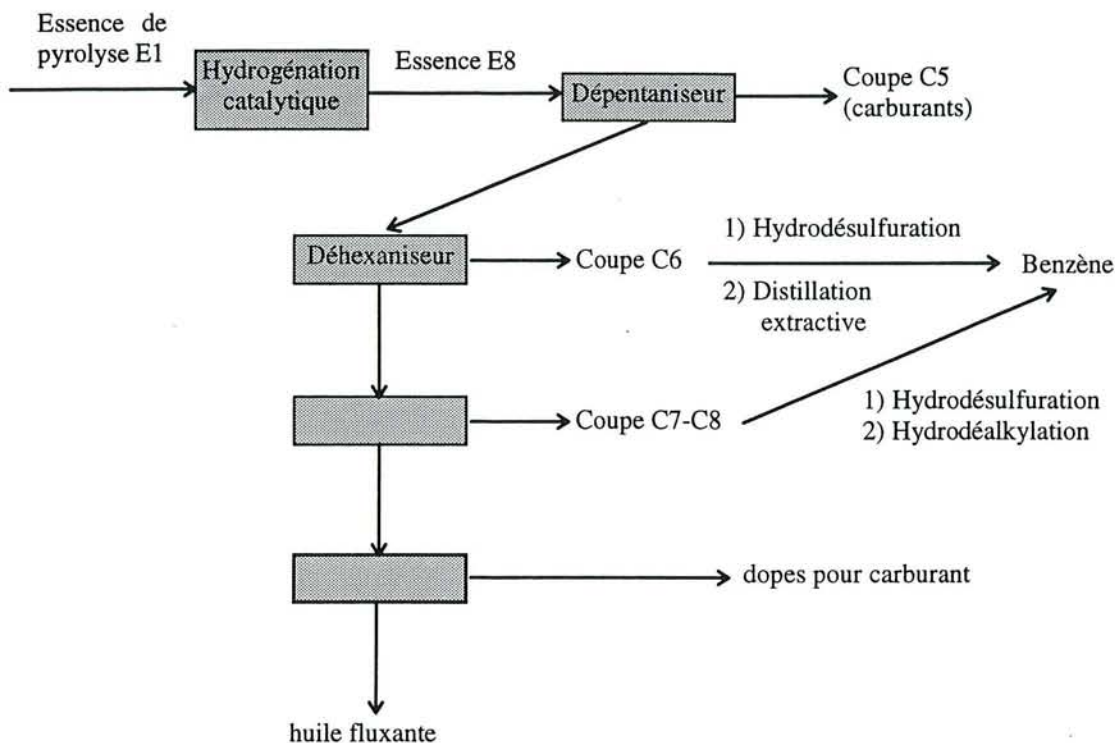 Essence de
pyrolyse E1
Hydrogénation
catalytique
Essence E8
Dépentaniseur
Coupe C5
(carburants)
Déhexaniseur
Coupe C6
1) Hydrodésulfuration
2) Distillation
extractive
Benzène
Coupe C7-C8
1) Hydrodésulfuration
2) Hydrodéalkylation
dopes pour carburant
huile fluxante